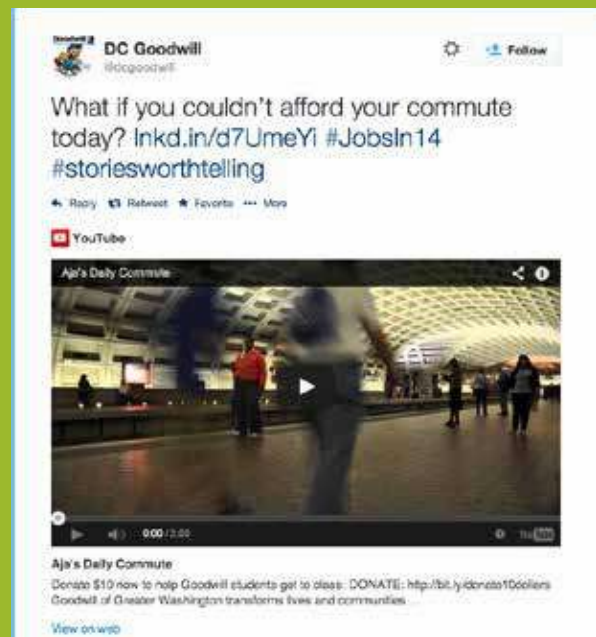 DC Goodwill
@dcgoodwill
Follow
What if you couldn't afford your commute
today? lnkd.in/d7UmeYi #JobsIn14
#storiesworthtelling
Reply Retweet Favorite ••• More
YouTube
Aja's Daily Commute
0:00 / 2:00
YouTube
Aja's Daily Commute
Donate $10 now to help Goodwill students get to class: DONATE: http://bit.ly/donate10dollars
Goodwill of Greater Washington transforms lives and communities ...
View on web